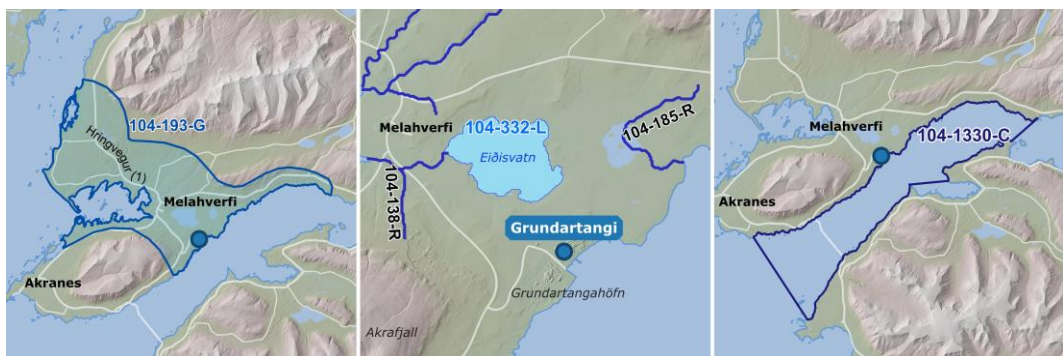 104-193-G
Hringvegur (1)
Melahverfi
Akranes
Melahverfi
104-332-L
Eiðisvatn
104-185-R
104-138-R
Grundartangi
Grundartangahöfn
Akrafjall
Melahverfi
104-1330-C
Akranes